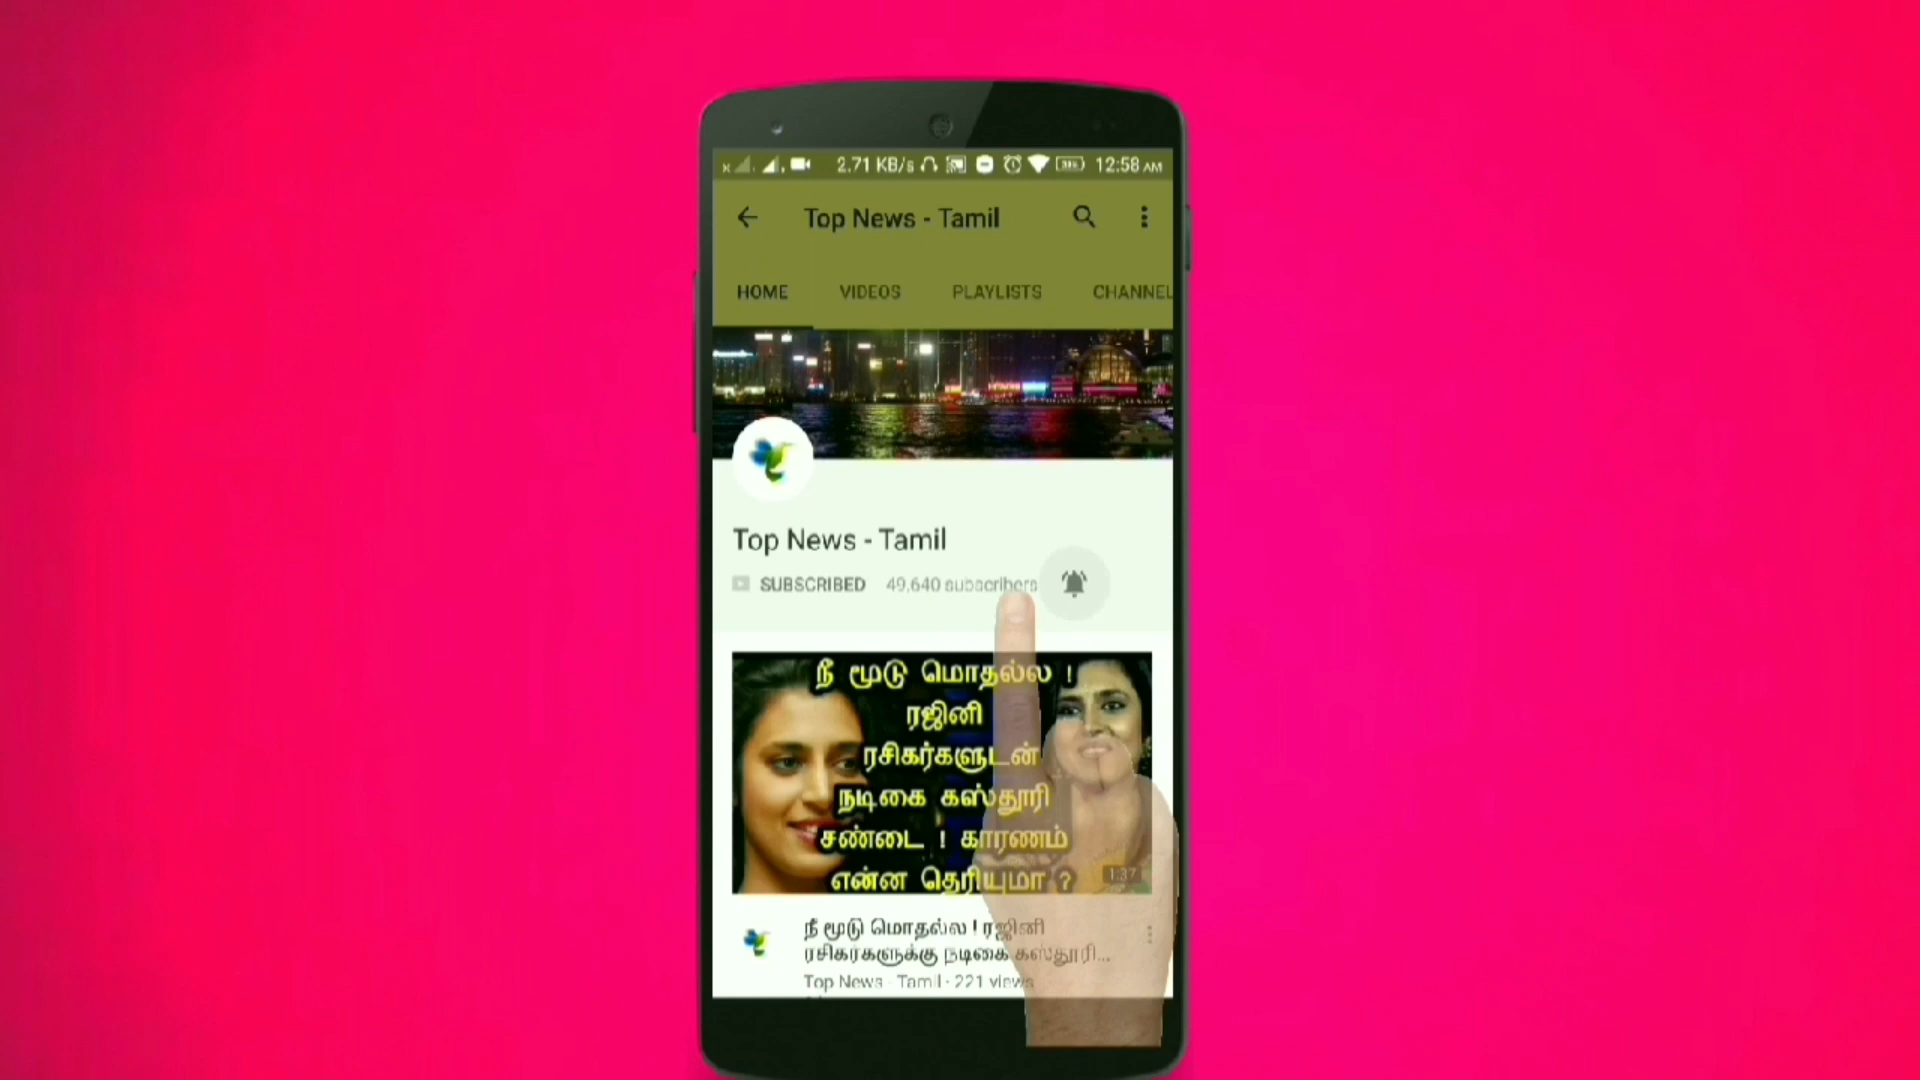 2.71 KB/s 12:58 AM
Top News - Tamil
HOME VIDEOS PLAYLISTS CHANNEL
Top News - Tamil
SUBSCRIBED 49,640 subscribers
நீ மூடு மொதல்ல !
ரஜினி
ரசிகர்களுடன்
நடிகை கஸ்தூரி
சண்டை ! காரணம்
என்ன தெரியுமா ?
1:37
நீ மூடு மொதல்ல ! ரஜினி
ரசிகர்களுக்கு நடிகை கஸ்தூரி...
Top News - Tamil · 221 views